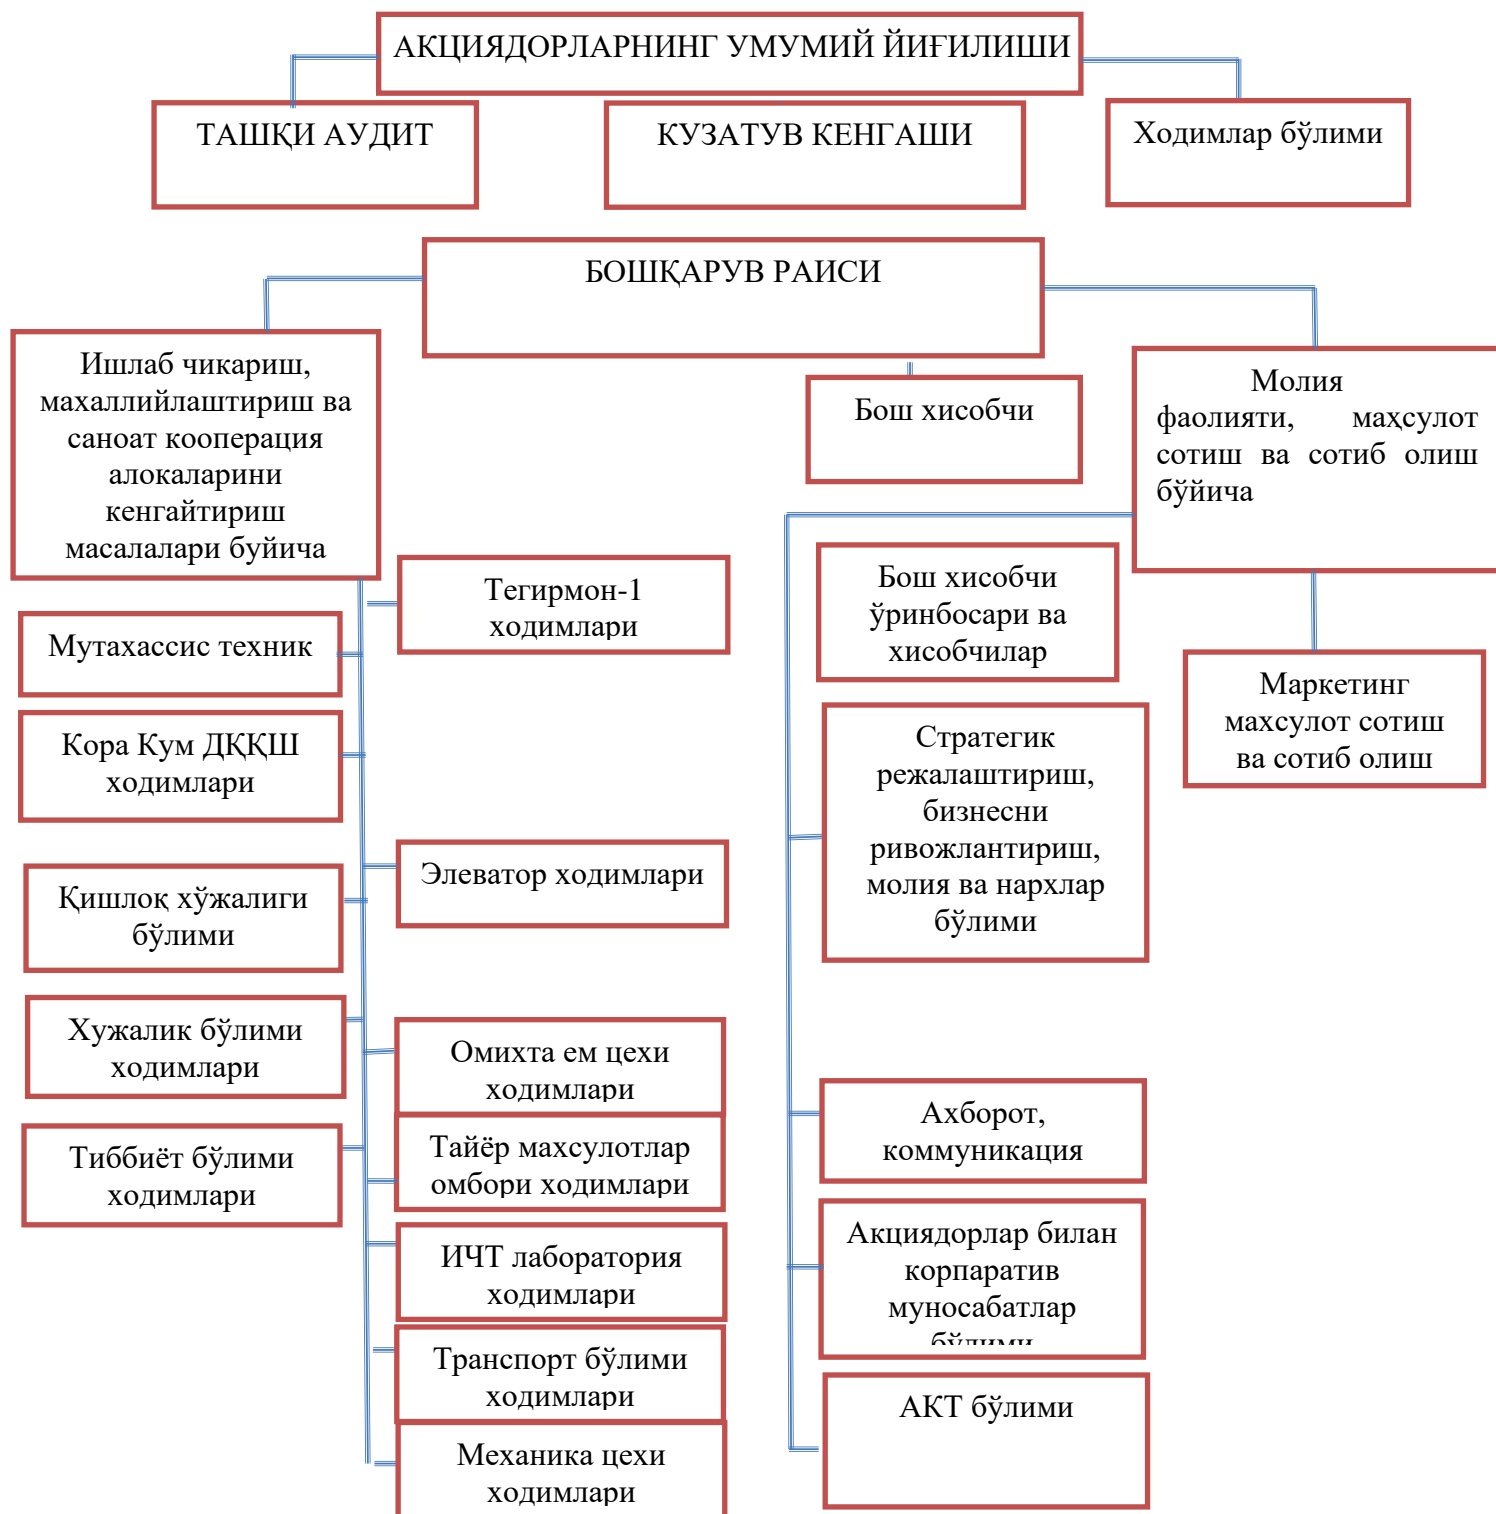 АКЦИЯДОРЛАРНИНГ УМУМИЙ ЙИҒИЛИШИ
ТАШҚИ АУДИТ
КУЗАТУВ КЕНГАШИ
Ходимлар бўлими
БОШҚАРУВ РАИСИ
Ишлаб чикариш,
махаллийлаштириш ва
саноат кооперация
алокаларини
кенгайтириш
масалалари буйича
Бош хисобчи
Молия
фаолияти, маҳсулот
сотиш ва сотиб олиш
бўйича
Тегирмон-1
ходимлари
Мутахассис техник
Кора Кум ДҚҚШ
ходимлари
Элеватор ходимлари
Қишлоқ хўжалиги
бўлими
Хужалик бўлими
ходимлари
Омихта ем цехи
ходимлари
Тиббиёт бўлими
ходимлари
Тайёр махсулотлар
омбори ходимлари
ИЧТ лаборатория
ходимлари
Транспорт бўлими
ходимлари
Механика цехи
ходимлари
Бош хисобчи
ўринбосари ва
хисобчилар
Маркетинг
махсулот сотиш
ва сотиб олиш
Стратегик
режалаштириш,
бизнесни
ривожлантириш,
молия ва нархлар
бўлими
Ахборот,
коммуникация
Акциядорлар билан
корпаратив
муносабатлар
бўлими
АКТ бўлими